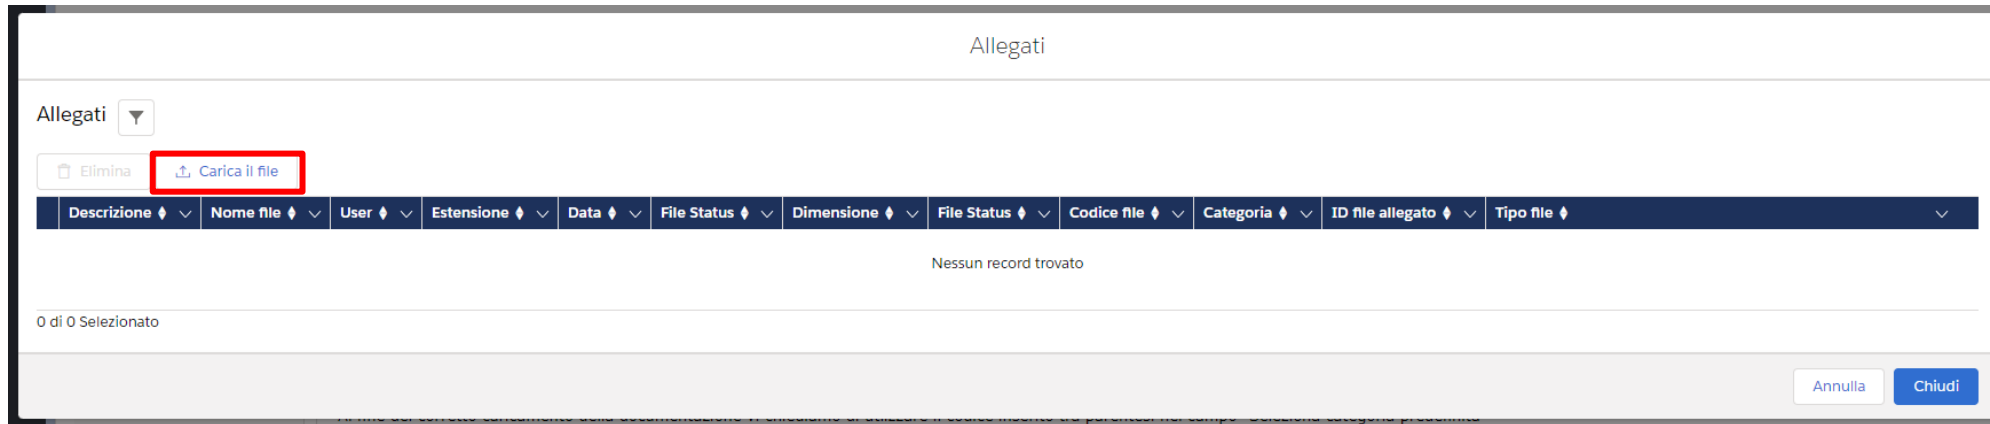 Allegati
Allegati
Elimina Carica il file
Descrizione Nome file User Estensione Data File Status Dimensione File Status Codice file Categoria ID file allegato Tipo file
Nessun record trovato
0 di 0 Selezionato
Annulla Chiudi